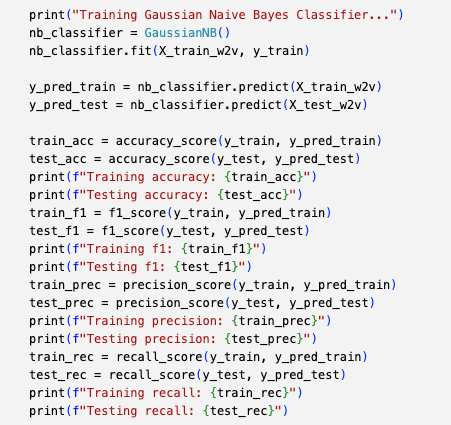 print("Training Gaussian Naive Bayes Classifier...")
nb_classifier = GaussianNB()
nb_classifier.fit(X_train_w2v, y_train)
y_pred_train = nb_classifier.predict(X_train_w2v)
y_pred_test = nb_classifier.predict(X_test_w2v)
train_acc = accuracy_score(y_train, y_pred_train)
test_acc = accuracy_score(y_test, y_pred_test)
print(f"Training accuracy: {train_acc}")
print(f"Testing accuracy: {test_acc}")
train_f1 = f1_score(y_train, y_pred_train)
test_f1 = f1_score(y_test, y_pred_test)
print(f"Training f1: {train_f1}")
print(f"Testing f1: {test_f1}")
train_prec = precision_score(y_train, y_pred_train)
test_prec = precision_score(y_test, y_pred_test)
print(f"Training precision: {train_prec}")
print(f"Testing precision: {test_prec}")
train_rec = recall_score(y_train, y_pred_train)
test_rec = recall_score(y_test, y_pred_test)
print(f"Training recall: {train_rec}")
print(f"Testing recall: {test_rec}")